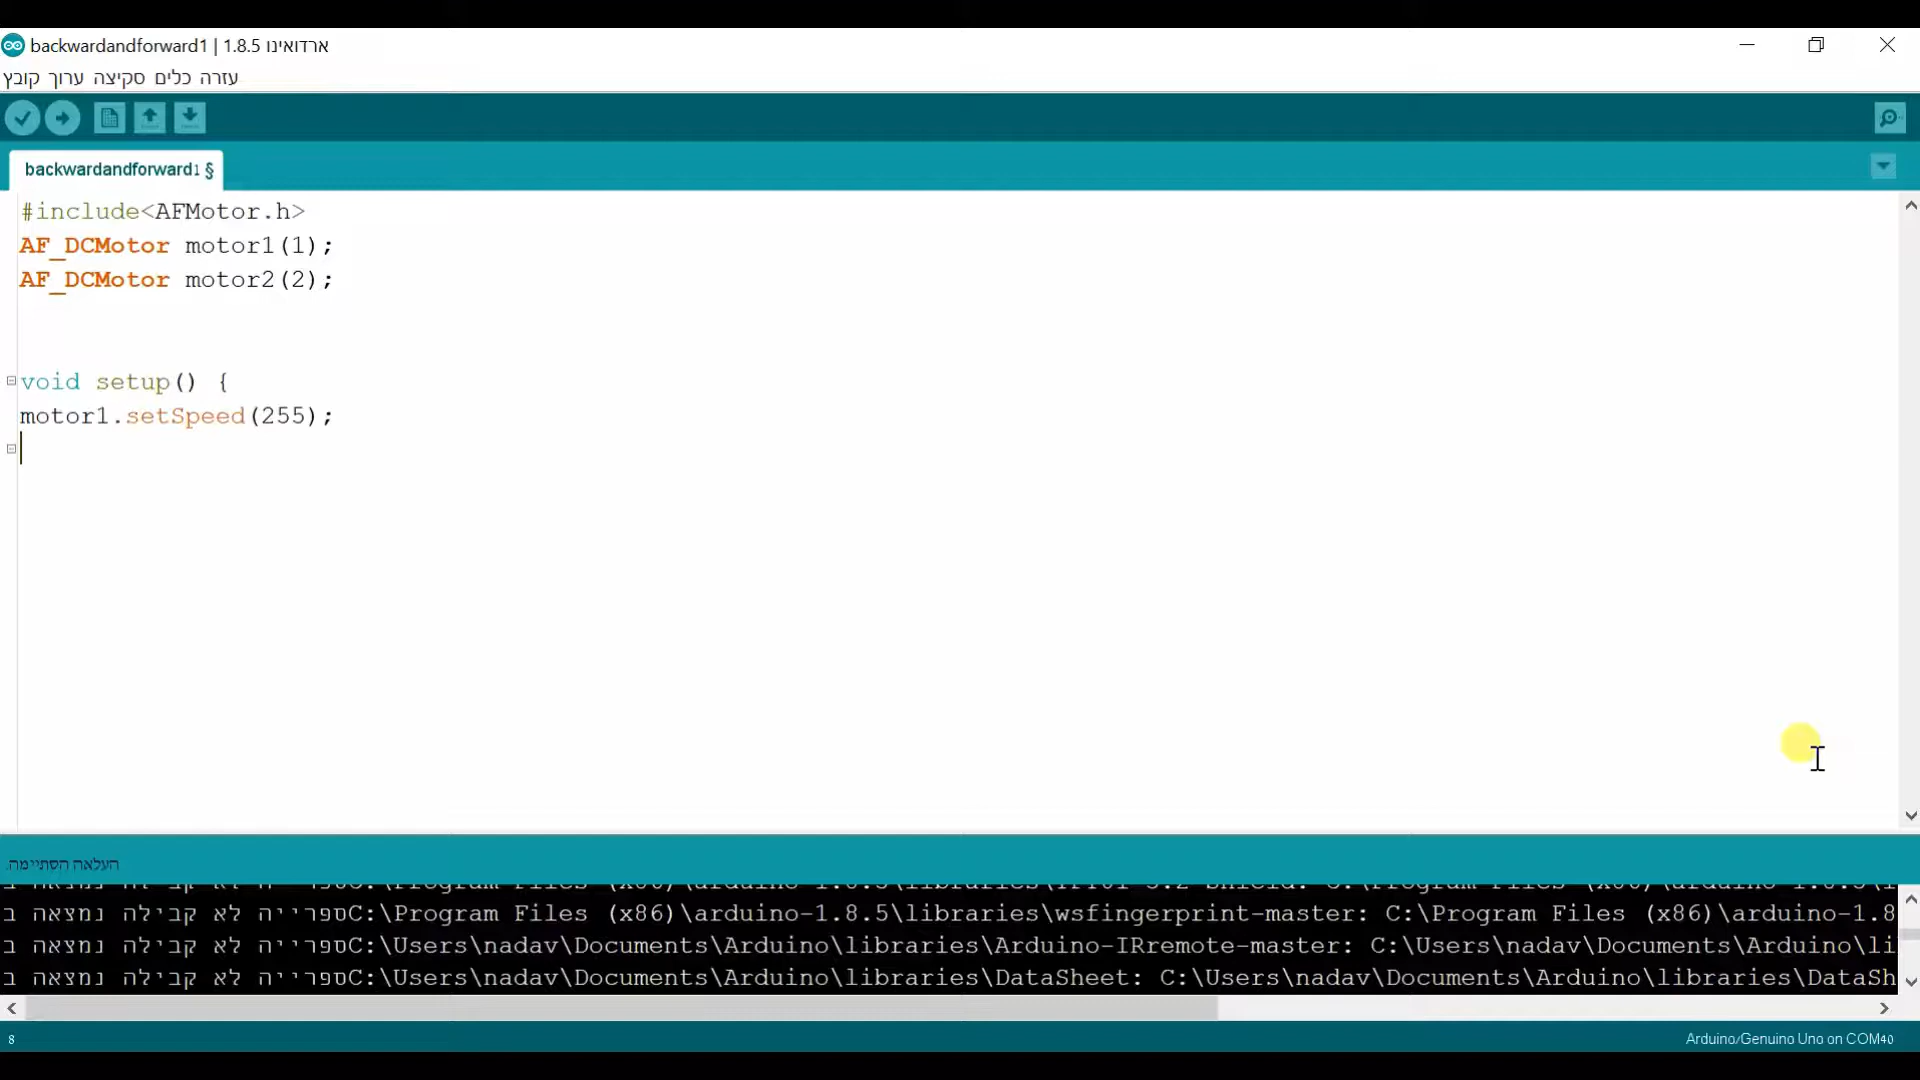 backwardandforward1 | 1.8.5 ארדואינו
קובץ ערוך סקיצה כלים עזרה
backwardandforward1 §
#include<AFMotor.h>
AF_DCMotor motor1(1);
AF_DCMotor motor2(2);
void setup() {
motor1.setSpeed(255);
העלאה הסתיימה.
ספרייה לא קבילה נמצאה ב C:\Program Files (x86)\arduino-1.8.5\libraries\wsfingerprint-master: C:\Program Files (x86)\arduino-1.8
ספרייה לא קבילה נמצאה ב C:\Users\nadav\Documents\Arduino\libraries\Arduino-IRremote-master: C:\Users\nadav\Documents\Arduino\li
ספרייה לא קבילה נמצאה ב C:\Users\nadav\Documents\Arduino\libraries\DataSheet: C:\Users\nadav\Documents\Arduino\libraries\DataSh
8
Arduino/Genuino Uno on COM40